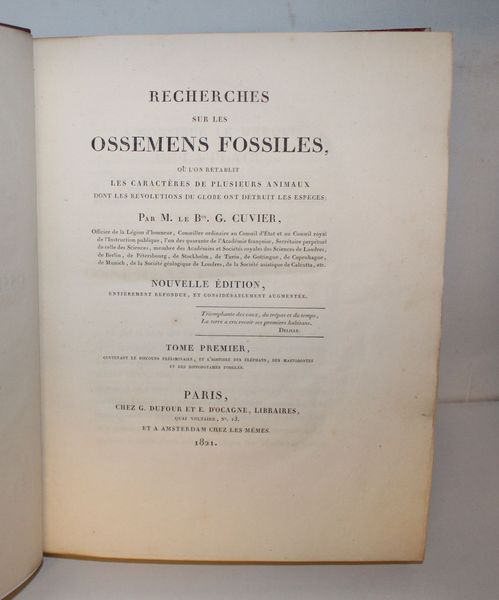 RECHERCHES
SUR LES
OSSEMENS FOSSILES,
OÙ L'ON RÉTABLIT
LES CARACTÈRES DE PLUSIEURS ANIMAUX
DONT LES RÉVOLUTIONS DU GLOBE ONT DÉTRUIT LES ESPÈCES;
PAR M. LE Bon. G. CUVIER,
Officier de la Légion d'honneur, Conseiller ordinaire au Conseil d'État et au Conseil royal
de l'Instruction publique, l'un des quarante de l'Académie française, Secrétaire perpétuel
de celle des Sciences, membre des Académies et Sociétés royales des Sciences de Londres,
de Berlin, de Pétersbourg, de Stockholm, de Turin, de Gottingue, de Copenhague,
de Munich, de la Société géologique de Londres, de la Société asiatique de Calcutta, etc.
NOUVELLE ÉDITION,
ENTIÈREMENT REFONDUE, ET CONSIDÉRABLEMENT AUGMENTÉE.
Triomphante des eaux, du trépas et du temps,
La terre a cru revoir ses premiers habitans.
DELILLE.
TOME PREMIER,
CONTENANT LE DISCOURS PRÉLIMINAIRE, ET L'HISTOIRE DES ÉLÉPHANS, DES MASTODONTES
ET DES HIPPOPOTAMES FOSSILES.
PARIS,
CHEZ G. DUFOUR ET E. D'OCAGNE, LIBRAIRES,
QUAI VOLTAIRE, No. 13.
ET A AMSTERDAM CHEZ LES MÊMES.
1821.